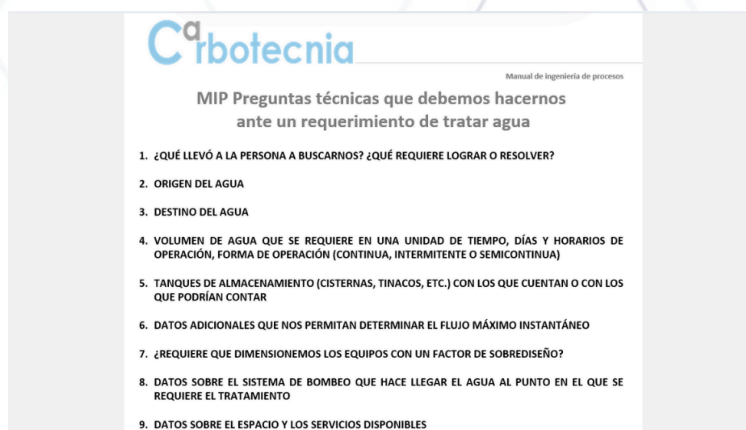 Carbotecnia
Manual de ingeniería de procesos
MIP Preguntas técnicas que debemos hacernos
ante un requerimiento de tratar agua
1. ¿QUÉ LLEVÓ A LA PERSONA A BUSCARNOS? ¿QUÉ REQUIERE LOGRAR O RESOLVER?
2. ORIGEN DEL AGUA
3. DESTINO DEL AGUA
4. VOLUMEN DE AGUA QUE SE REQUIERE EN UNA UNIDAD DE TIEMPO, DÍAS Y HORARIOS DE
OPERACIÓN, FORMA DE OPERACIÓN (CONTINUA, INTERMITENTE O SEMICONTINUA)
5. TANQUES DE ALMACENAMIENTO (CISTERNAS, TINACOS, ETC.) CON LOS QUE CUENTAN O CON LOS
QUE PODRÍAN CONTAR
6. DATOS ADICIONALES QUE NOS PERMITAN DETERMINAR EL FLUJO MÁXIMO INSTANTÁNEO
7. ¿REQUIERE QUE DIMENSIONEMOS LOS EQUIPOS CON UN FACTOR DE SOBREDISEÑO?
8. DATOS SOBRE EL SISTEMA DE BOMBEO QUE HACE LLEGAR EL AGUA AL PUNTO EN EL QUE SE
REQUIERE EL TRATAMIENTO
9. DATOS SOBRE EL ESPACIO Y LOS SERVICIOS DISPONIBLES